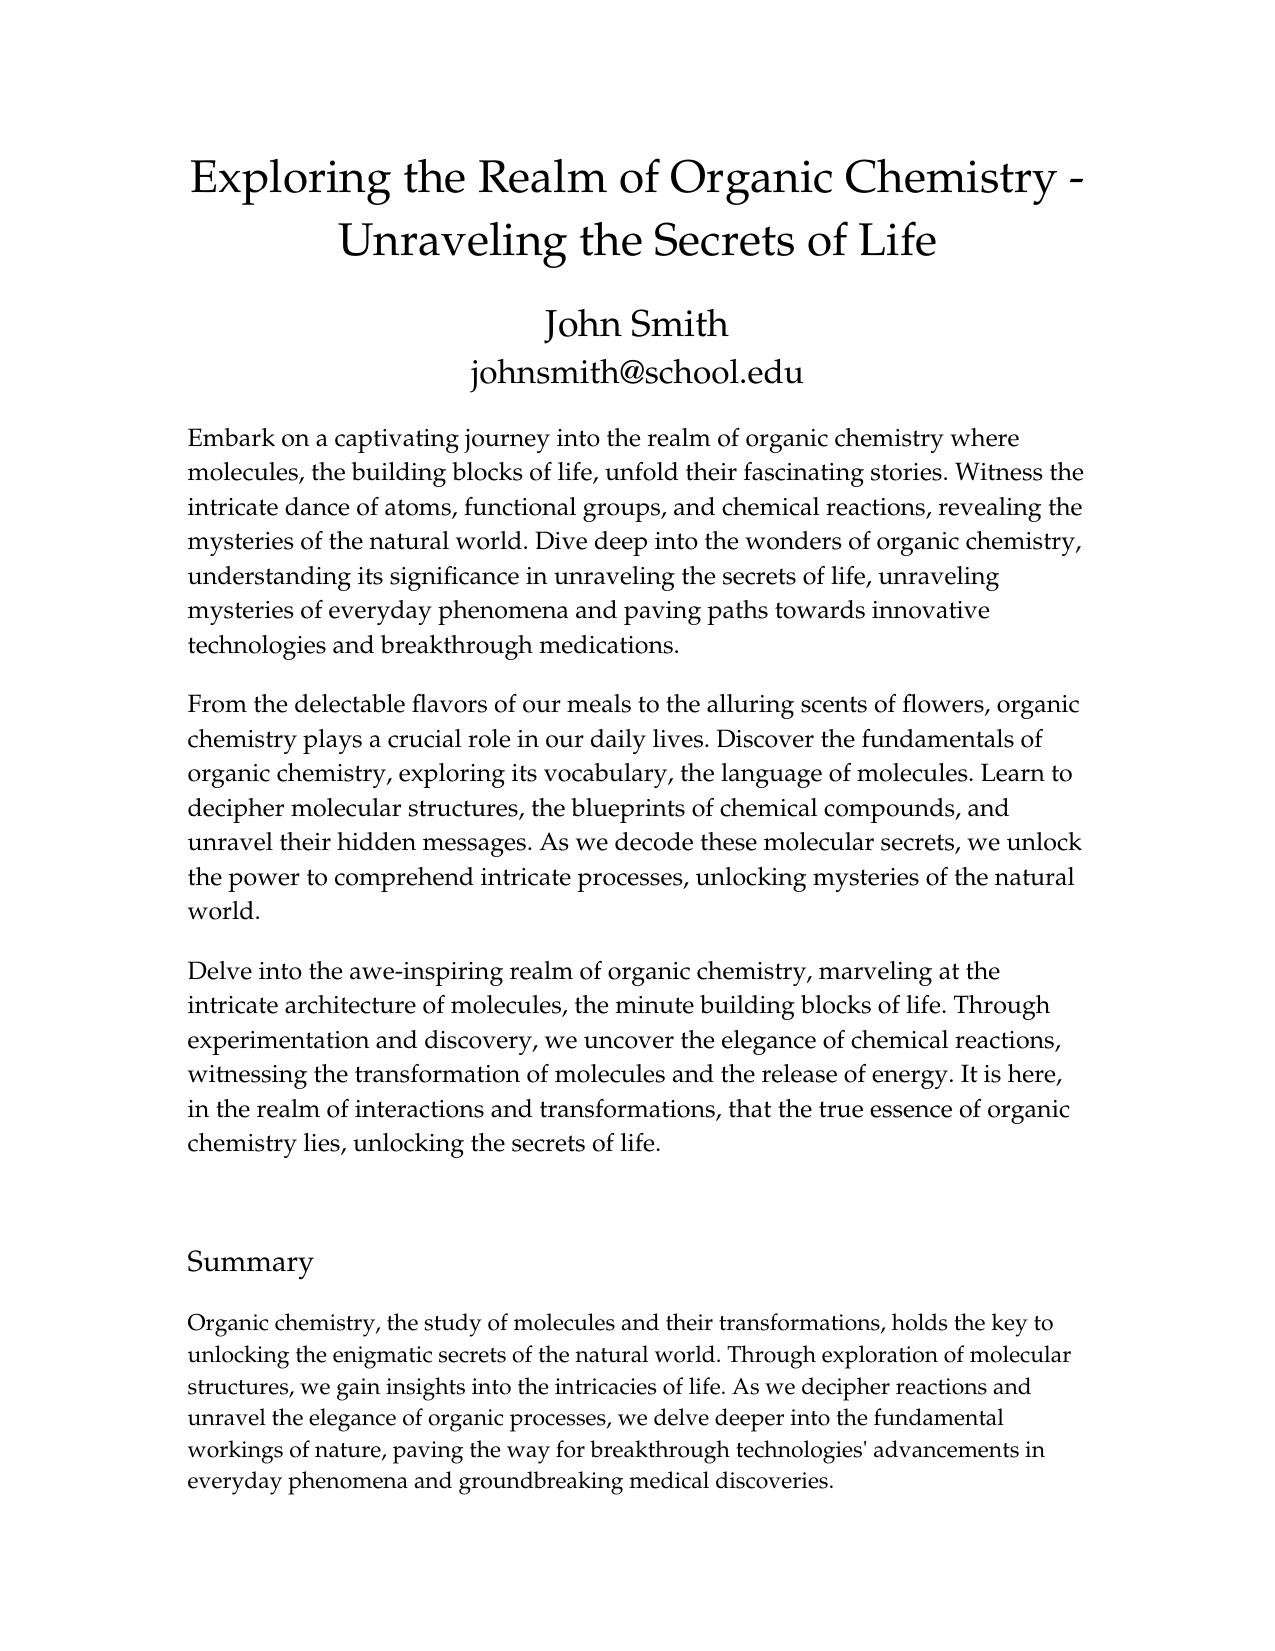 Exploring the Realm of Organic Chemistry -
Unraveling the Secrets of Life
John Smith
johnsmith@school.edu
Embark on a captivating journey into the realm of organic chemistry where
molecules, the building blocks of life, unfold their fascinating stories. Witness the
intricate dance of atoms, functional groups, and chemical reactions, revealing the
mysteries of the natural world. Dive deep into the wonders of organic chemistry,
understanding its significance in unraveling the secrets of life, unraveling
mysteries of everyday phenomena and paving paths towards innovative
technologies and breakthrough medications.
From the delectable flavors of our meals to the alluring scents of flowers, organic
chemistry plays a crucial role in our daily lives. Discover the fundamentals of
organic chemistry, exploring its vocabulary, the language of molecules. Learn to
decipher molecular structures, the blueprints of chemical compounds, and
unravel their hidden messages. As we decode these molecular secrets, we unlock
the power to comprehend intricate processes, unlocking mysteries of the natural
world.
Delve into the awe-inspiring realm of organic chemistry, marveling at the
intricate architecture of molecules, the minute building blocks of life. Through
experimentation and discovery, we uncover the elegance of chemical reactions,
witnessing the transformation of molecules and the release of energy. It is here,
in the realm of interactions and transformations, that the true essence of organic
chemistry lies, unlocking the secrets of life.
Summary
Organic chemistry, the study of molecules and their transformations, holds the key to
unlocking the enigmatic secrets of the natural world. Through exploration of molecular
structures, we gain insights into the intricacies of life. As we decipher reactions and
unravel the elegance of organic processes, we delve deeper into the fundamental
workings of nature, paving the way for breakthrough technologies' advancements in
everyday phenomena and groundbreaking medical discoveries.